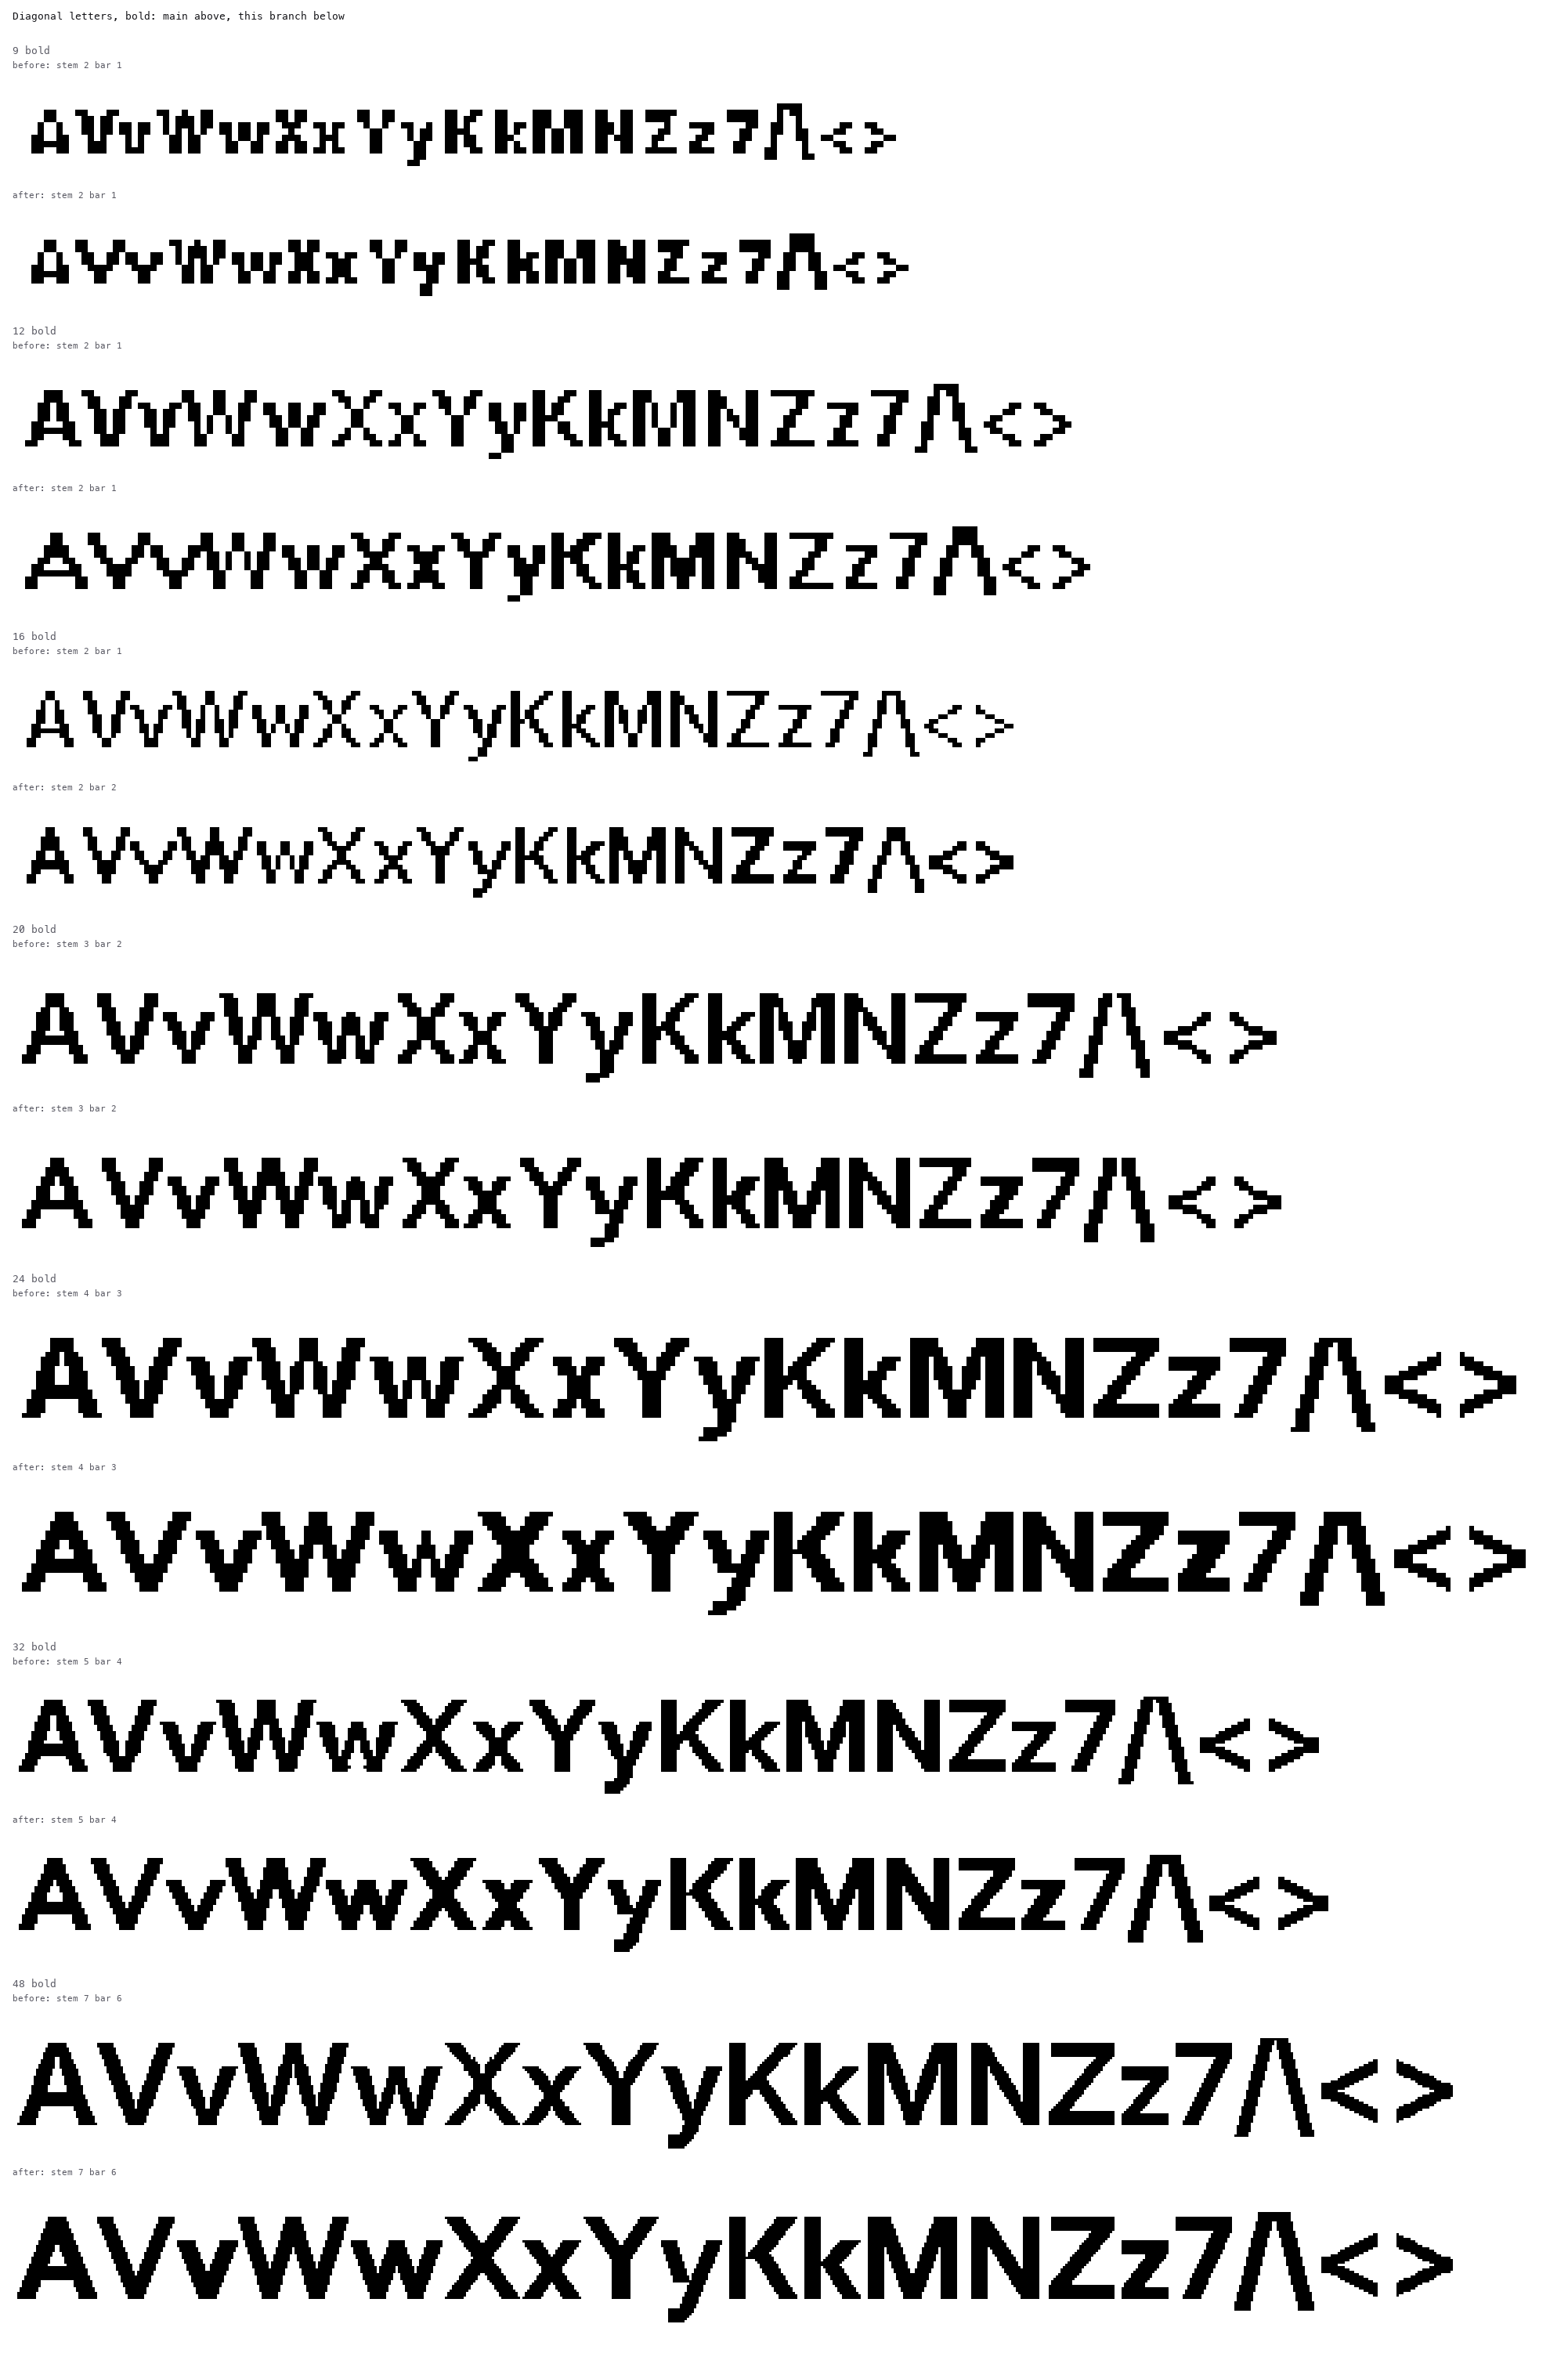 Diagonal letters, bold: main above, this branch below
9 bold
before: stem 2 bar 1
AVvWwXxYyKkMNZz7/\<>
after: stem 2 bar 1
AVvWwXxYyKkMNZz7/\<>
12 bold
before: stem 2 bar 1
AVvWwXxYyKkMNZz7/\<>
after: stem 2 bar 1
AVvWwXxYyKkMNZz7/\<>
16 bold
before: stem 2 bar 1
AVvWwXxYyKkMNZz7/\<>
after: stem 2 bar 2
AVvWwXxYyKkMNZz7/\<>
20 bold
before: stem 3 bar 2
AVvWwXxYyKkMNZz7/\<>
after: stem 3 bar 2
AVvWwXxYyKkMNZz7/\<>
24 bold
before: stem 4 bar 3
AVvWwXxYyKkMNZz7/\<>
after: stem 4 bar 3
AVvWwXxYyKkMNZz7/\<>
32 bold
before: stem 5 bar 4
AVvWwXxYyKkMNZz7/\<>
after: stem 5 bar 4
AVvWwXxYyKkMNZz7/\<>
48 bold
before: stem 7 bar 6
AVvWwXxYyKkMNZz7/\<>
after: stem 7 bar 6
AVvWwXxYyKkMNZz7/\<>